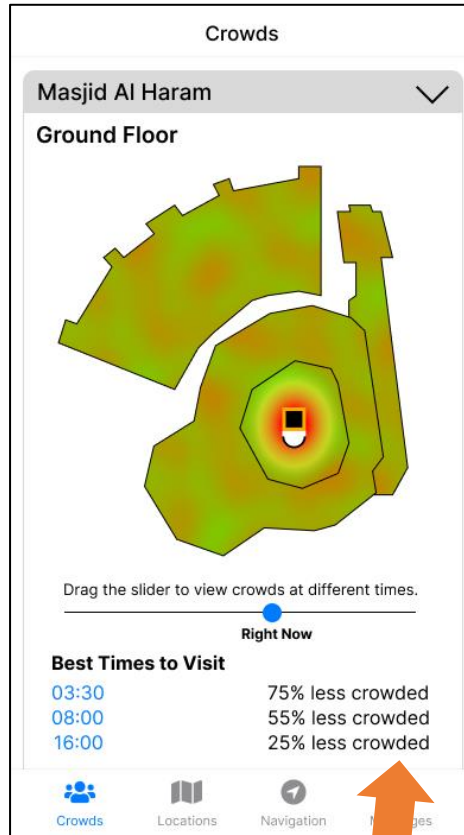 Crowds
Masjid Al Haram
Ground Floor
Drag the slider to view crowds at different times.
Right Now
Best Times to Visit
03:30 75% less crowded
08:00 55% less crowded
16:00 25% less crowded
Crowds Locations Navigation